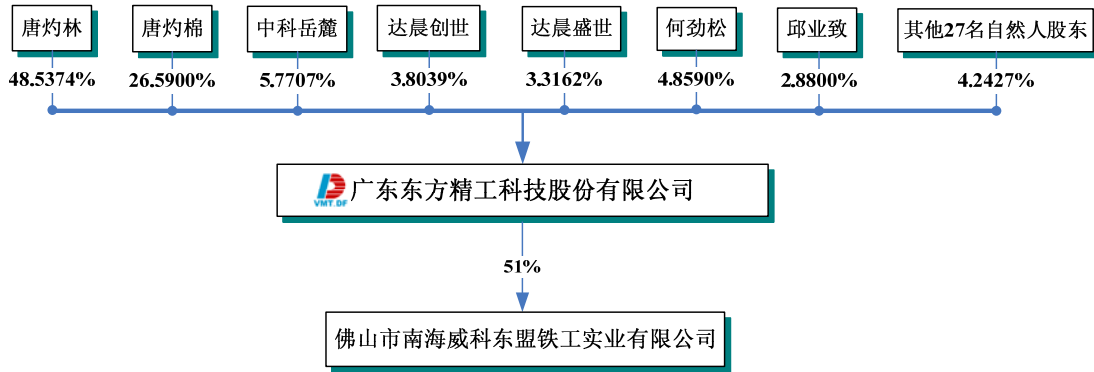 唐灼林 唐灼棉 中科岳麓 达晨创世 达晨盛世 何劲松 邱业致 其他27名自然人股东
48.5374% 26.5900% 5.7707% 3.8039% 3.3162% 4.8590% 2.8800% 4.2427%
VMT.DF 广东东方精工科技股份有限公司
51%
佛山市南海威科东盟铁工实业有限公司